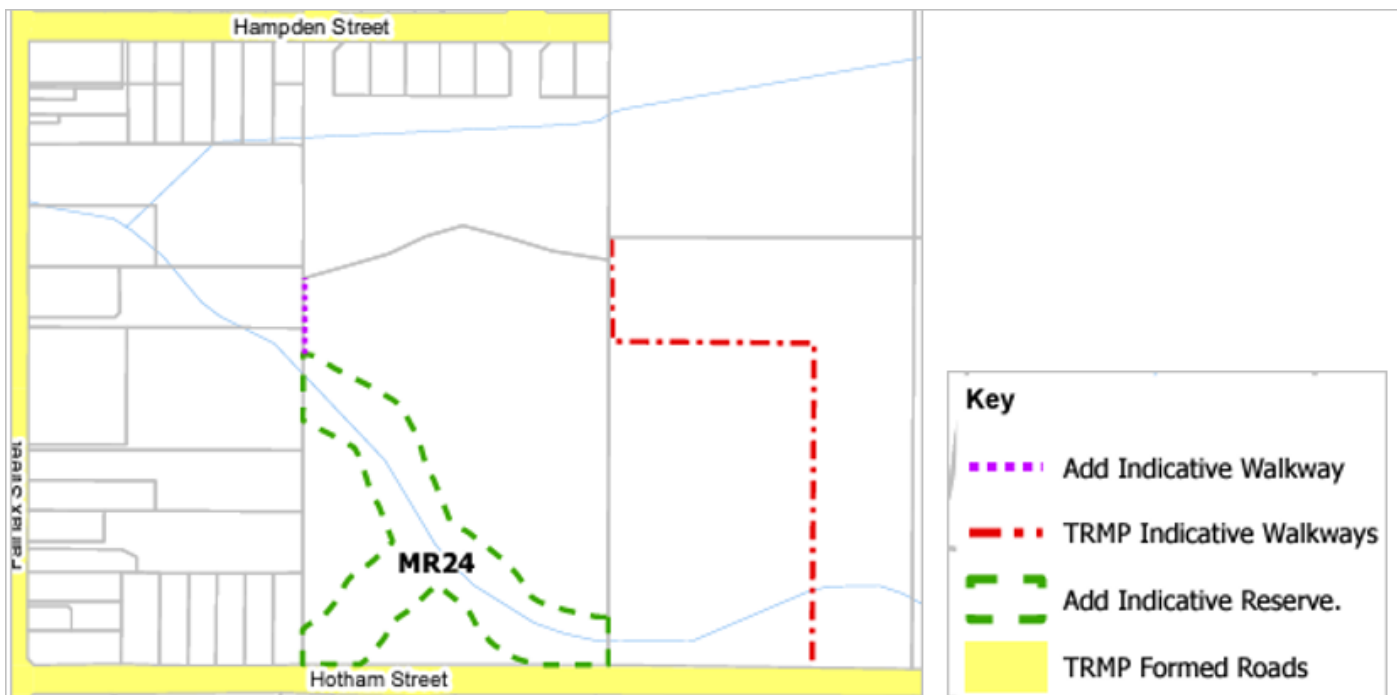 Hampden Street
MR24
Hotham Street
Key
Add Indicative Walkway
TRMP Indicative Walkways
Add Indicative Reserve.
TRMP Formed Roads